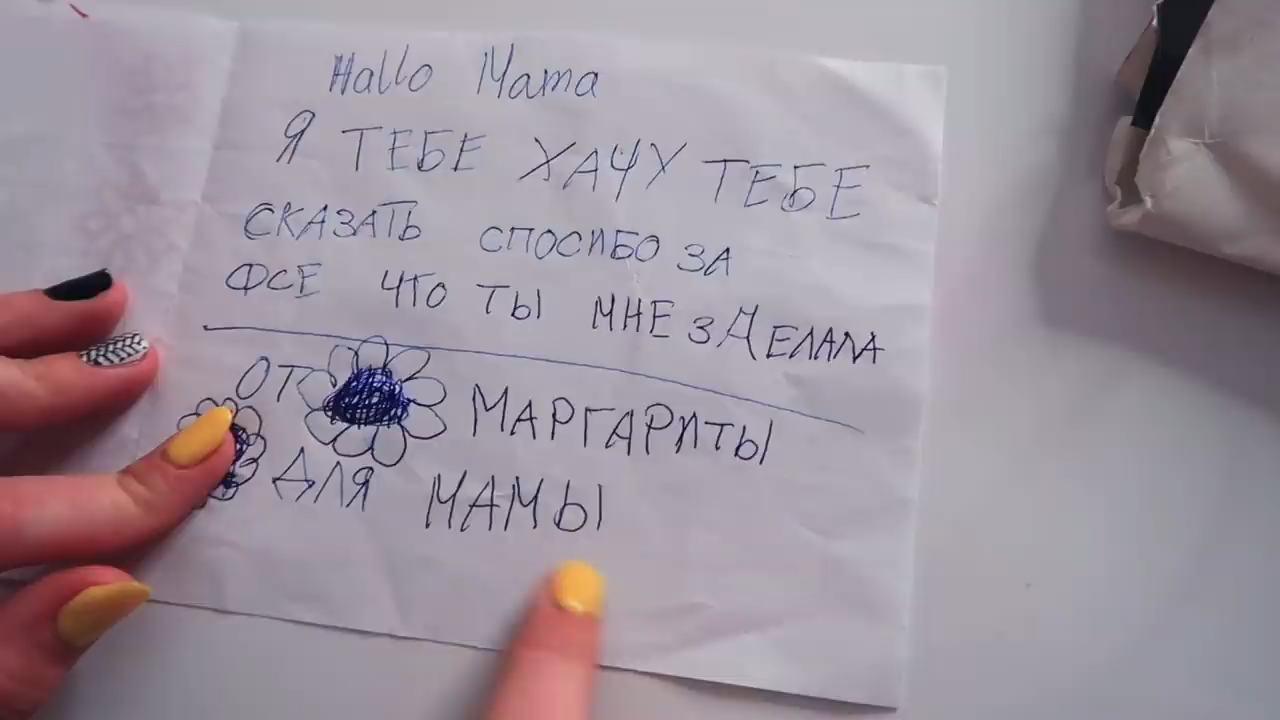 Hallo Mama
Я ТЕБЕ ХАЧУ ТЕБЕ
СКАЗАТЬ СПОСИБО ЗА
ФСЕ ЧТО ТЫ МНЕ ЗДЕЛАЛА
ОТ МАРГАРИТЫ
ДЛЯ МАМЫ